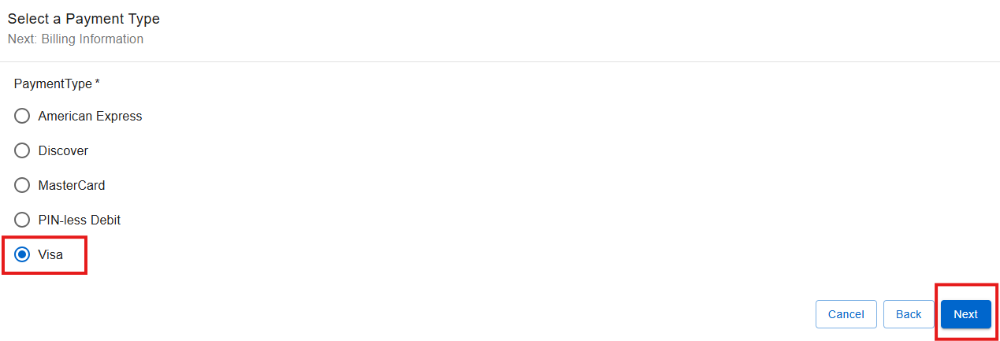 Select a Payment Type
Next: Billing Information
PaymentType *
American Express
Discover
MasterCard
PIN-less Debit
Visa
Cancel Back Next